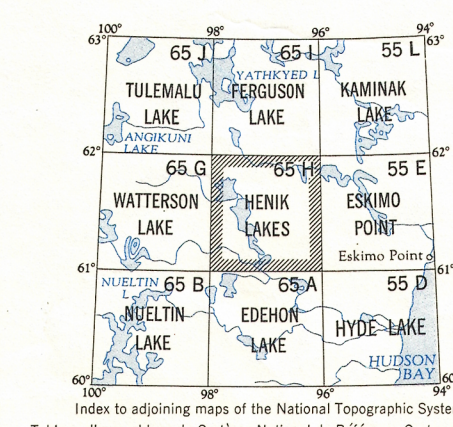 100° 98° 96° 94°
63° 65 J 65 I 55 L 63°
YATHKYED L
TULEMALU FERGUSON KAMINAK
LAKE LAKE LAKE
ANGIKUNI
LAKE
62° 62°
65 G 65 H 55 E
WATTERSON HENIK ESKIMO
LAKE LAKES POINT
Eskimo Point
61° 61°
NUELTIN 65 B 65 A 55 D
L
NUELTIN EDEHON HYDE LAKE
LAKE LAKE
HUDSON
BAY
60° 60°
100° 98° 96° 94°
Index to adjoining maps of the National Topographic Syste